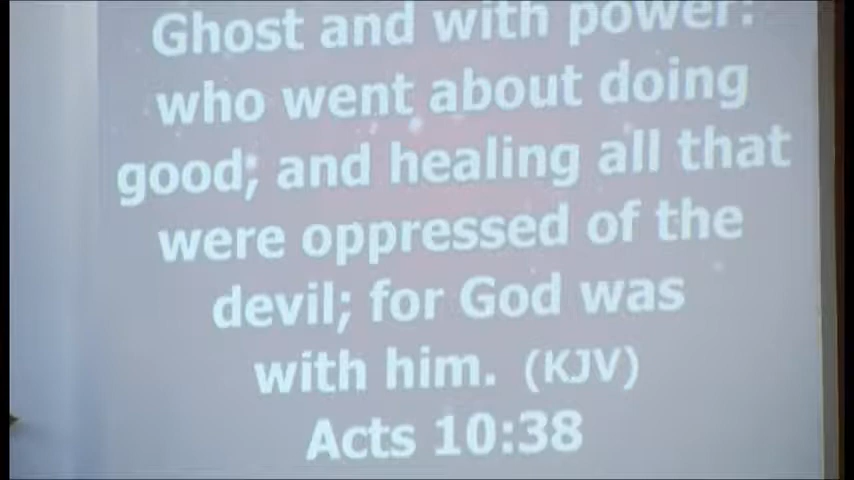 Ghost and with power:
who went about doing
good; and healing all that
were oppressed of the
devil; for God was
with him. (KJV)
Acts 10:38